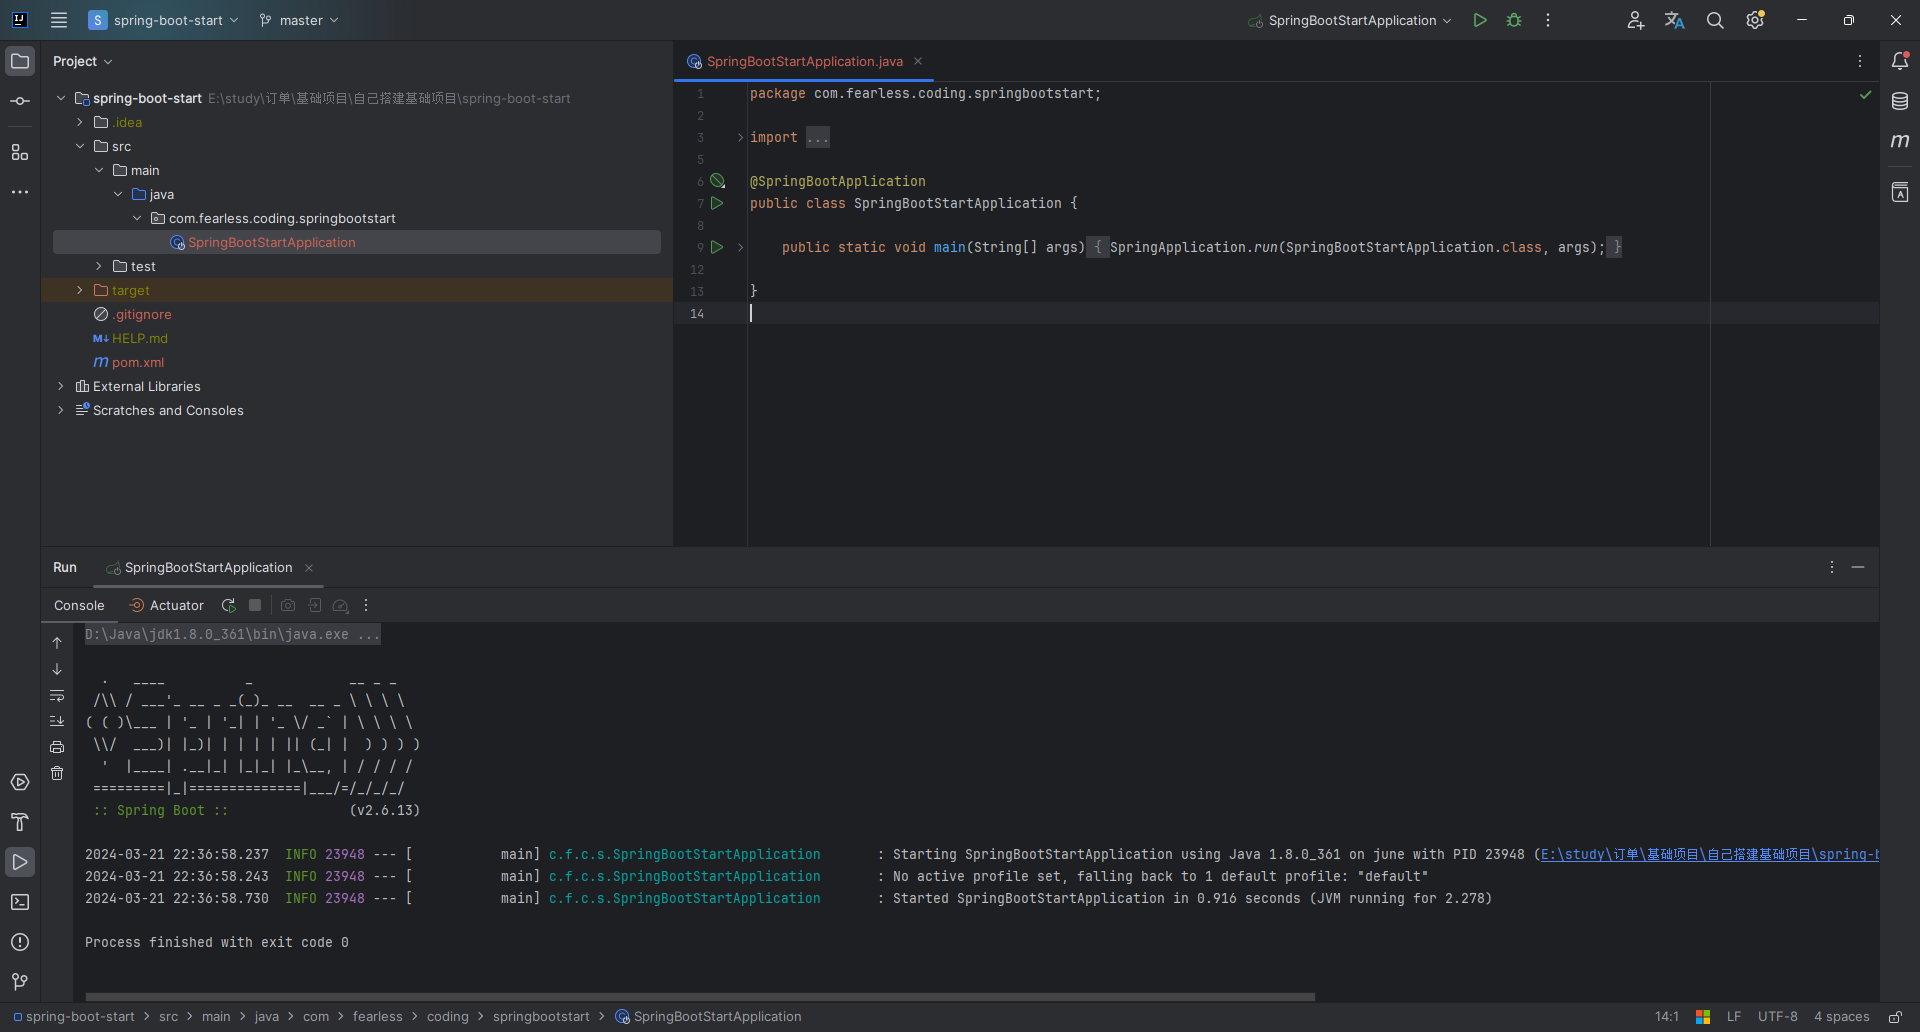 S spring-boot-start master SpringBootStartApplication
Project
spring-boot-start E:\study\订单\基础项目\自己搭建基础项目\spring-boot-start
.idea
src
main
java
com.fearless.coding.springbootstart
SpringBootStartApplication
test
target
.gitignore
HELP.md
pom.xml
External Libraries
Scratches and Consoles
SpringBootStartApplication.java
1 package com.fearless.coding.springbootstart;
2
3 import ...
5
6 @SpringBootApplication
7 public class SpringBootStartApplication {
8
9 public static void main(String[] args) { SpringApplication.run(SpringBootStartApplication.class, args); }
12
13 }
14
Run SpringBootStartApplication
Console Actuator
D:\Java\jdk1.8.0_361\bin\java.exe ...
  .   ____          _            __ _ _
 /\\ / ___'_ __ _ _(_)_ __  __ _ \ \ \ \
( ( )\___ | '_ | '_| | '_ \/ _` | \ \ \ \
 \\/  ___)| |_)| | | | | || (_| |  ) ) ) )
  '  |____| .__|_| |_|_| |_\__, | / / / /
 =========|_|==============|___/=/_/_/_/
 :: Spring Boot ::               (v2.6.13)
2024-03-21 22:36:58.237  INFO 23948 --- [           main] c.f.c.s.SpringBootStartApplication       : Starting SpringBootStartApplication using Java 1.8.0_361 on june with PID 23948 (E:\study\订单\基础项目\自己搭建基础项目\spring-b
2024-03-21 22:36:58.243  INFO 23948 --- [           main] c.f.c.s.SpringBootStartApplication       : No active profile set, falling back to 1 default profile: "default"
2024-03-21 22:36:58.730  INFO 23948 --- [           main] c.f.c.s.SpringBootStartApplication       : Started SpringBootStartApplication in 0.916 seconds (JVM running for 2.278)
Process finished with exit code 0
spring-boot-start > src > main > java > com > fearless > coding > springbootstart > SpringBootStartApplication 14:1 LF UTF-8 4 spaces